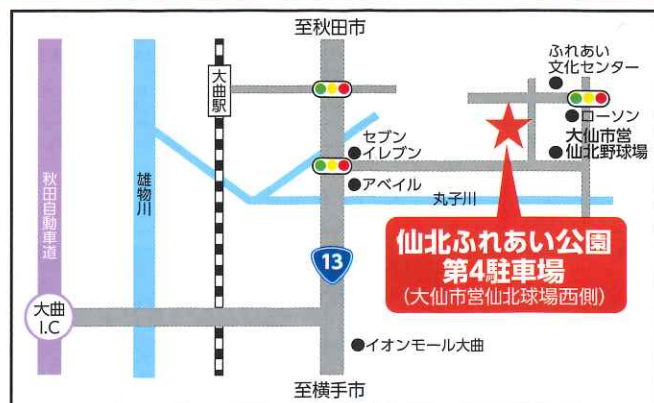 至秋田市
ふれあい
文化センター
大曲駅
ローソン
セブン
イレブン
大仙市営
仙北野球場
アベイル
丸子川
雄物川
秋田自動車道
仙北ふれあい公園
第4駐車場
(大仙市営仙北球場西側)
13
大曲
I.C
イオンモール大曲
至横手市